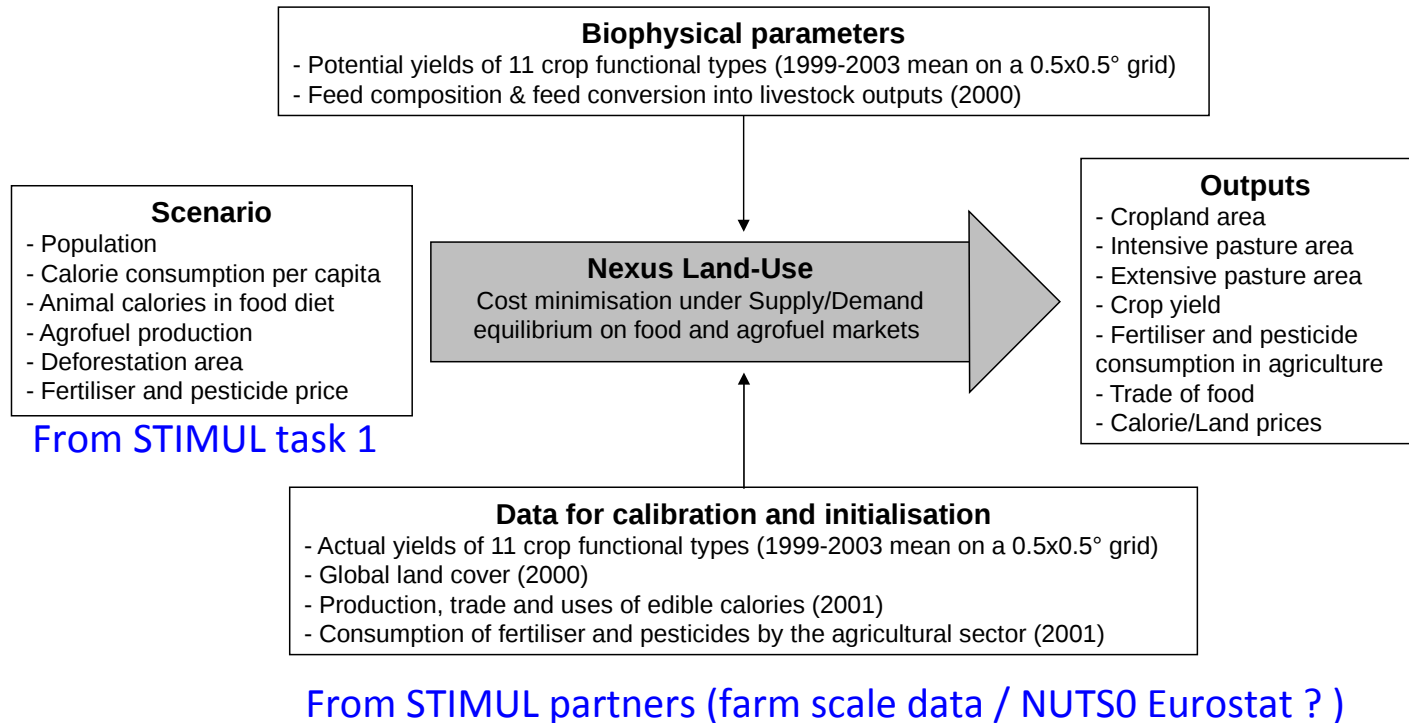 Biophysical parameters
- Potential yields of 11 crop functional types (1999-2003 mean on a 0.5x0.5° grid)
- Feed composition & feed conversion into livestock outputs (2000)
Scenario
- Population
- Calorie consumption per capita
- Animal calories in food diet
- Agrofuel production
- Deforestation area
- Fertiliser and pesticide price
From STIMUL task 1
Nexus Land-Use
Cost minimisation under Supply/Demand
equilibrium on food and agrofuel markets
Outputs
- Cropland area
- Intensive pasture area
- Extensive pasture area
- Crop yield
- Fertiliser and pesticide
consumption in agriculture
- Trade of food
- Calorie/Land prices
Data for calibration and initialisation
- Actual yields of 11 crop functional types (1999-2003 mean on a 0.5x0.5° grid)
- Global land cover (2000)
- Production, trade and uses of edible calories (2001)
- Consumption of fertiliser and pesticides by the agricultural sector (2001)
From STIMUL partners (farm scale data / NUTS0 Eurostat ? )